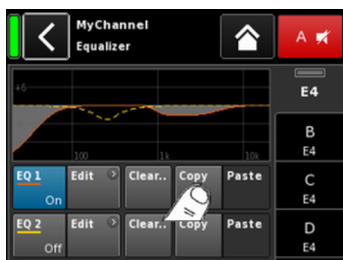 MyChannel
Equalizer
A
E4
+6
100 1k 10k
B
E4
EQ 1 Edit Clear.. Copy Paste
On
C
E4
EQ 2 Edit Clear.. Copy Paste
Off
D
E4